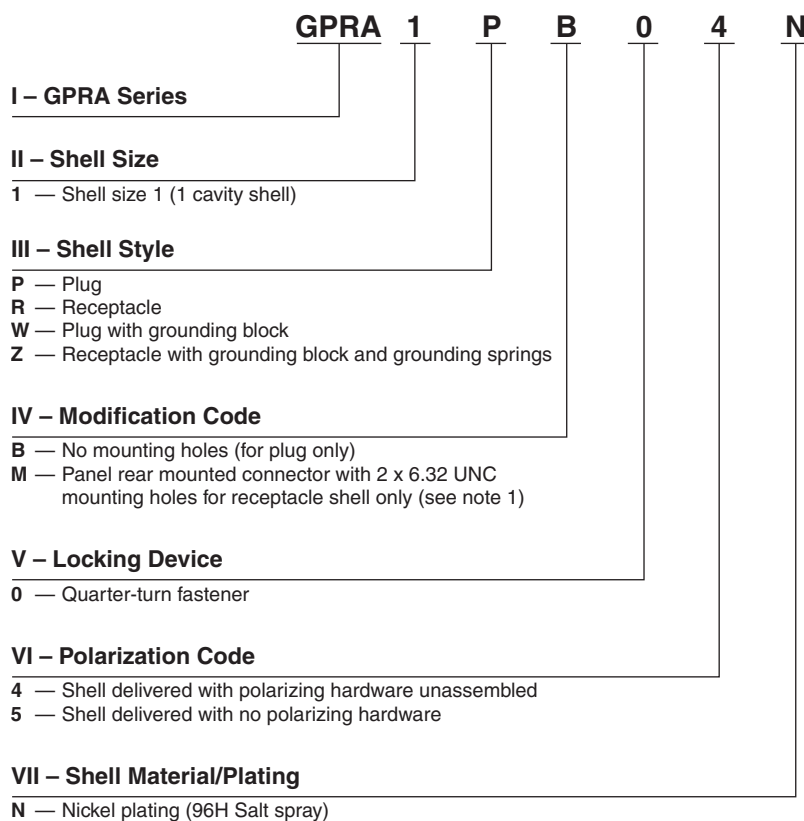 GPRA 1 P B 0 4 N
I – GPRA Series
II – Shell Size
1 — Shell size 1 (1 cavity shell)
III – Shell Style
P — Plug
R — Receptacle
W — Plug with grounding block
Z — Receptacle with grounding block and grounding springs
IV – Modification Code
B — No mounting holes (for plug only)
M — Panel rear mounted connector with 2 x 6.32 UNC
mounting holes for receptacle shell only (see note 1)
V – Locking Device
0 — Quarter-turn fastener
VI – Polarization Code
4 — Shell delivered with polarizing hardware unassembled
5 — Shell delivered with no polarizing hardware
VII – Shell Material/Plating
N — Nickel plating (96H Salt spray)